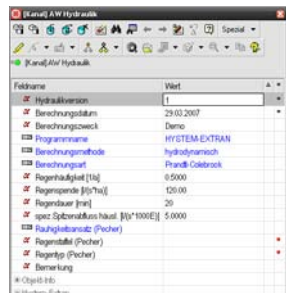 [Kanal] AW Hydraulik
Spezial
[Kanal] AW Hydraulik
Feldname Wert
Hydraulikversion 1
Berechnungsdatum 29.03.2007
Berechnungszweck Demo
Programmname HYSTEM-EXTRAN
Berechnungsmethode hydrodynamisch
Berechnungsart Prandtl-Colebrook
Regenhäufigkeit [1/a] 0.5000
Regenspende [l/(s*ha)] 120.00
Regendauer [min] 20
spez.Spitzenabfluss häusl. [l/(s*1000E)] 5.0000
Rauhigkeitsansatz (Pecher)
Regenstaffel (Pecher)
Regentyp (Pecher)
Bemerkung
Objekt-Info